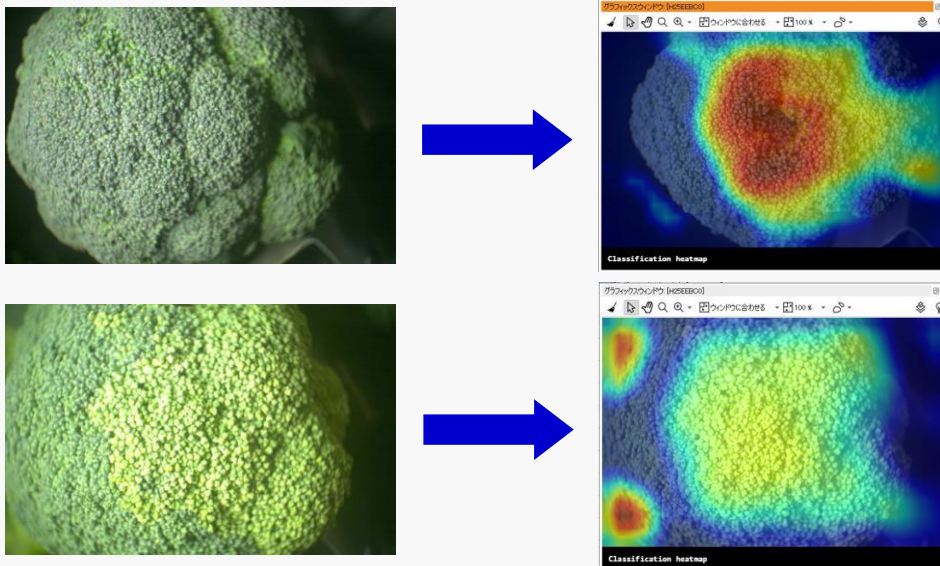 グラフィックスウィンドウ [H25EEBC0]
ウィンドウに合わせる
100 %
Classification heatmap
グラフィックスウィンドウ [H25EEBC0]
ウィンドウに合わせる
100 %
Classification heatmap